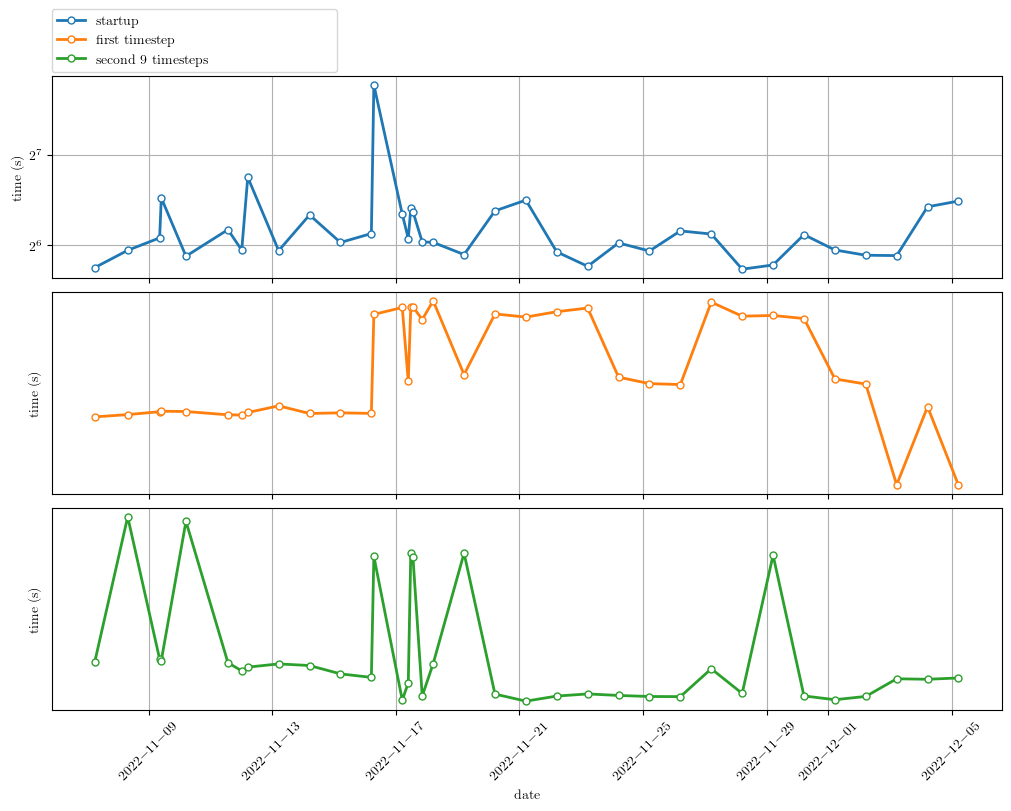 startup
first timestep
second 9 timesteps
time (s)
2^7
2^6
time (s)
time (s)
2022−11−09
2022−11−13
2022−11−17
2022−11−21
2022−11−25
2022−11−29
2022−12−01
2022−12−05
date